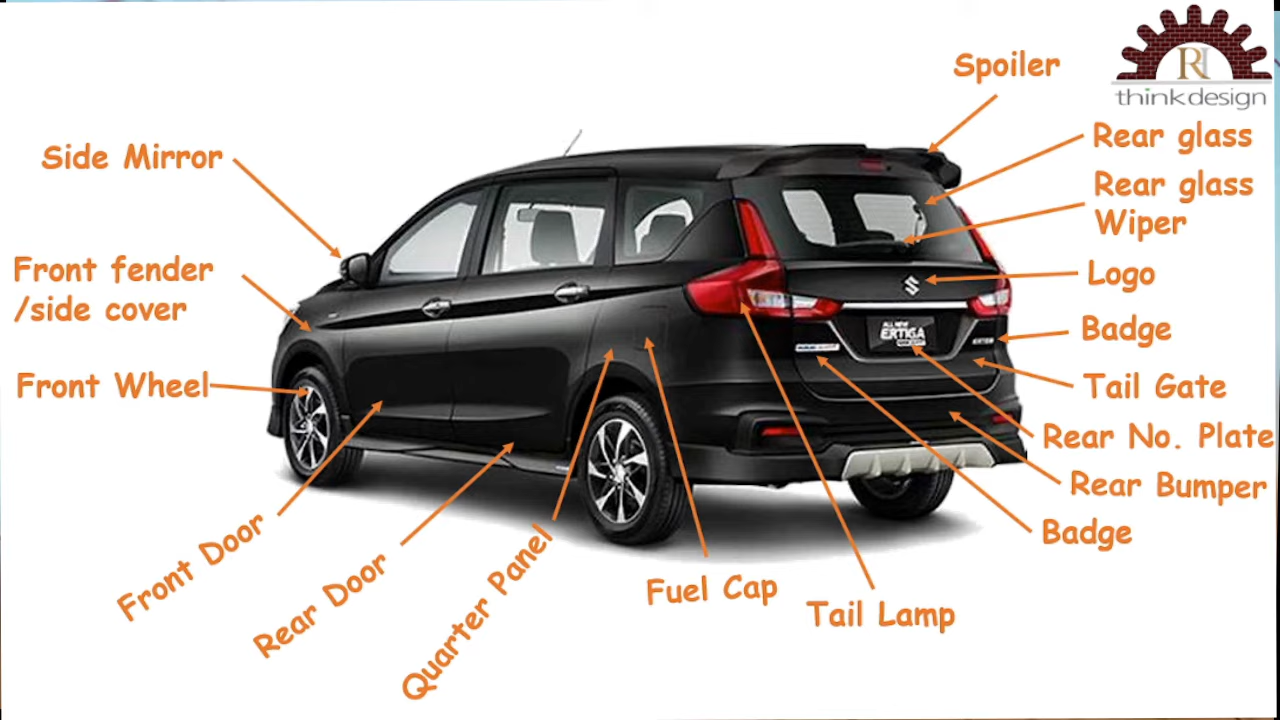 Spoiler
RI
thinkdesign
Rear glass
Side Mirror
Rear glass
Wiper
Front fender
/side cover
Logo
Badge
ALL NEW
ERTIGA
Front Wheel
Tail Gate
Rear No. Plate
Rear Bumper
Badge
Front Door
Rear Door
Quarter Panel
Fuel Cap
Tail Lamp